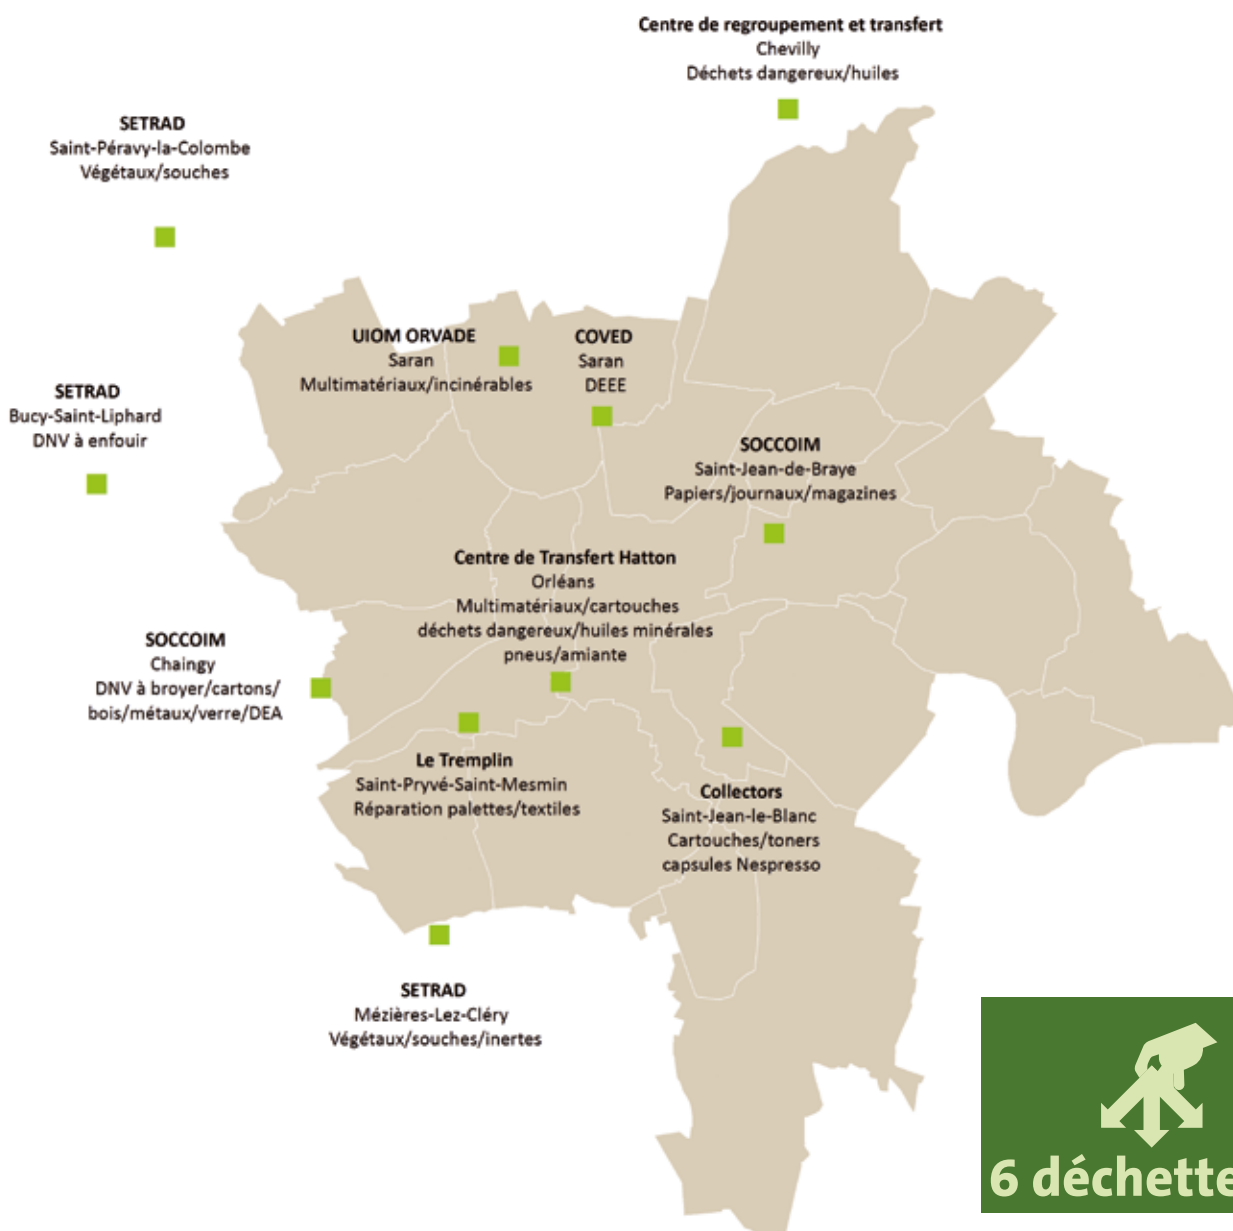 Centre de regroupement et transfert
Chevilly
Déchets dangereux/huiles
SETRAD
Saint-Péravy-la-Colombe
Végétaux/souches
UIOM ORVADE
Saran
Multimatériaux/incinérables
COVED
Saran
DEEE
SETRAD
Bucy-Saint-Liphard
DNV à enfouir
SOCCOIM
Saint-Jean-de-Braye
Papiers/journaux/magazines
Centre de Transfert Hatton
Orléans
Multimatériaux/cartouches
déchets dangereux/huiles minérales
pneus/amiante
SOCCOIM
Chaingy
DNV à broyer/cartons/
bois/métaux/verre/DEA
Le Tremplin
Saint-Pryvé-Saint-Mesmin
Réparation palettes/textiles
Collectors
Saint-Jean-le-Blanc
Cartouches/toners
capsules Nespresso
SETRAD
Mézières-Lez-Cléry
Végétaux/souches/inertes
6 déchette